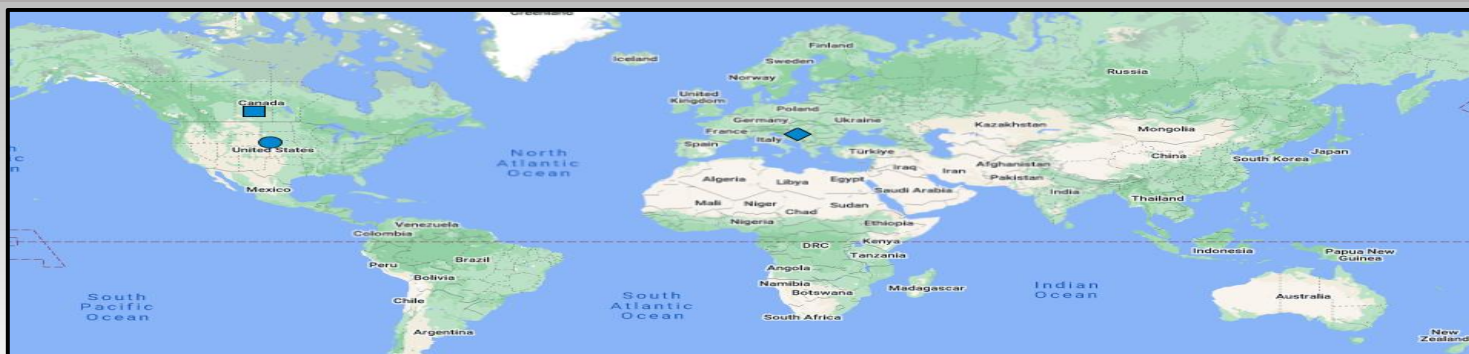 Greenland
Iceland
Finland
Sweden
Norway
Russia
United
Kingdom
Canada
Poland
Germany
Ukraine
France
Italy
Spain
Kazakhstan
Mongolia
United States
North
Atlantic
Ocean
Türkiye
China
South Korea
Japan
Iraq
Iran
Afghanistan
Pakistan
Mexico
Algeria
Libya
Egypt
Saudi Arabia
India
Thailand
Mali
Niger
Chad
Sudan
Venezuela
Colombia
Nigeria
Ethiopia
DRC
Kenya
Tanzania
Indonesia
Papua New
Guinea
Peru
Brazil
Bolivia
Angola
Namibia
Botswana
Madagascar
South
Pacific
Ocean
Chile
South
Atlantic
Ocean
Indian
Ocean
Australia
South Africa
Argentina
New
Zealand